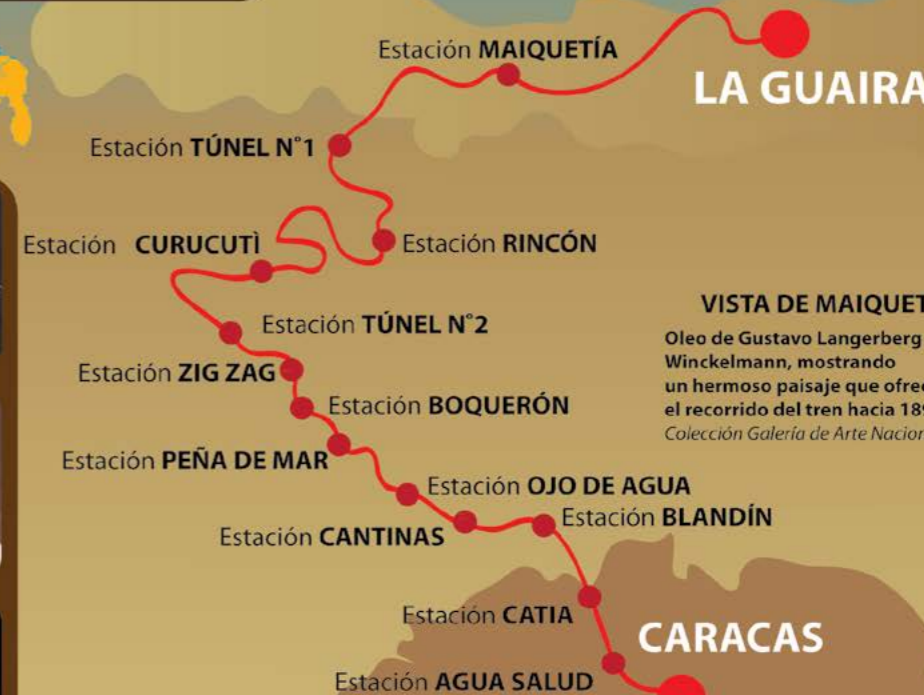 Estación MAIQUETÍA
LA GUAIRA
Estación TÚNEL N°1
Estación CURUCUTÌ
Estación RINCÓN
Estación TÚNEL N°2
VISTA DE MAIQUET
Oleo de Gustavo Langerberg
Winckelmann, mostrando
un hermoso paisaje que ofrec
el recorrido del tren hacia 189
Colección Galería de Arte Nacion
Estación ZIG ZAG
Estación BOQUERÓN
Estación PEÑA DE MAR
Estación OJO DE AGUA
Estación BLANDÍN
Estación CANTINAS
Estación CATIA
CARACAS
Estación AGUA SALUD